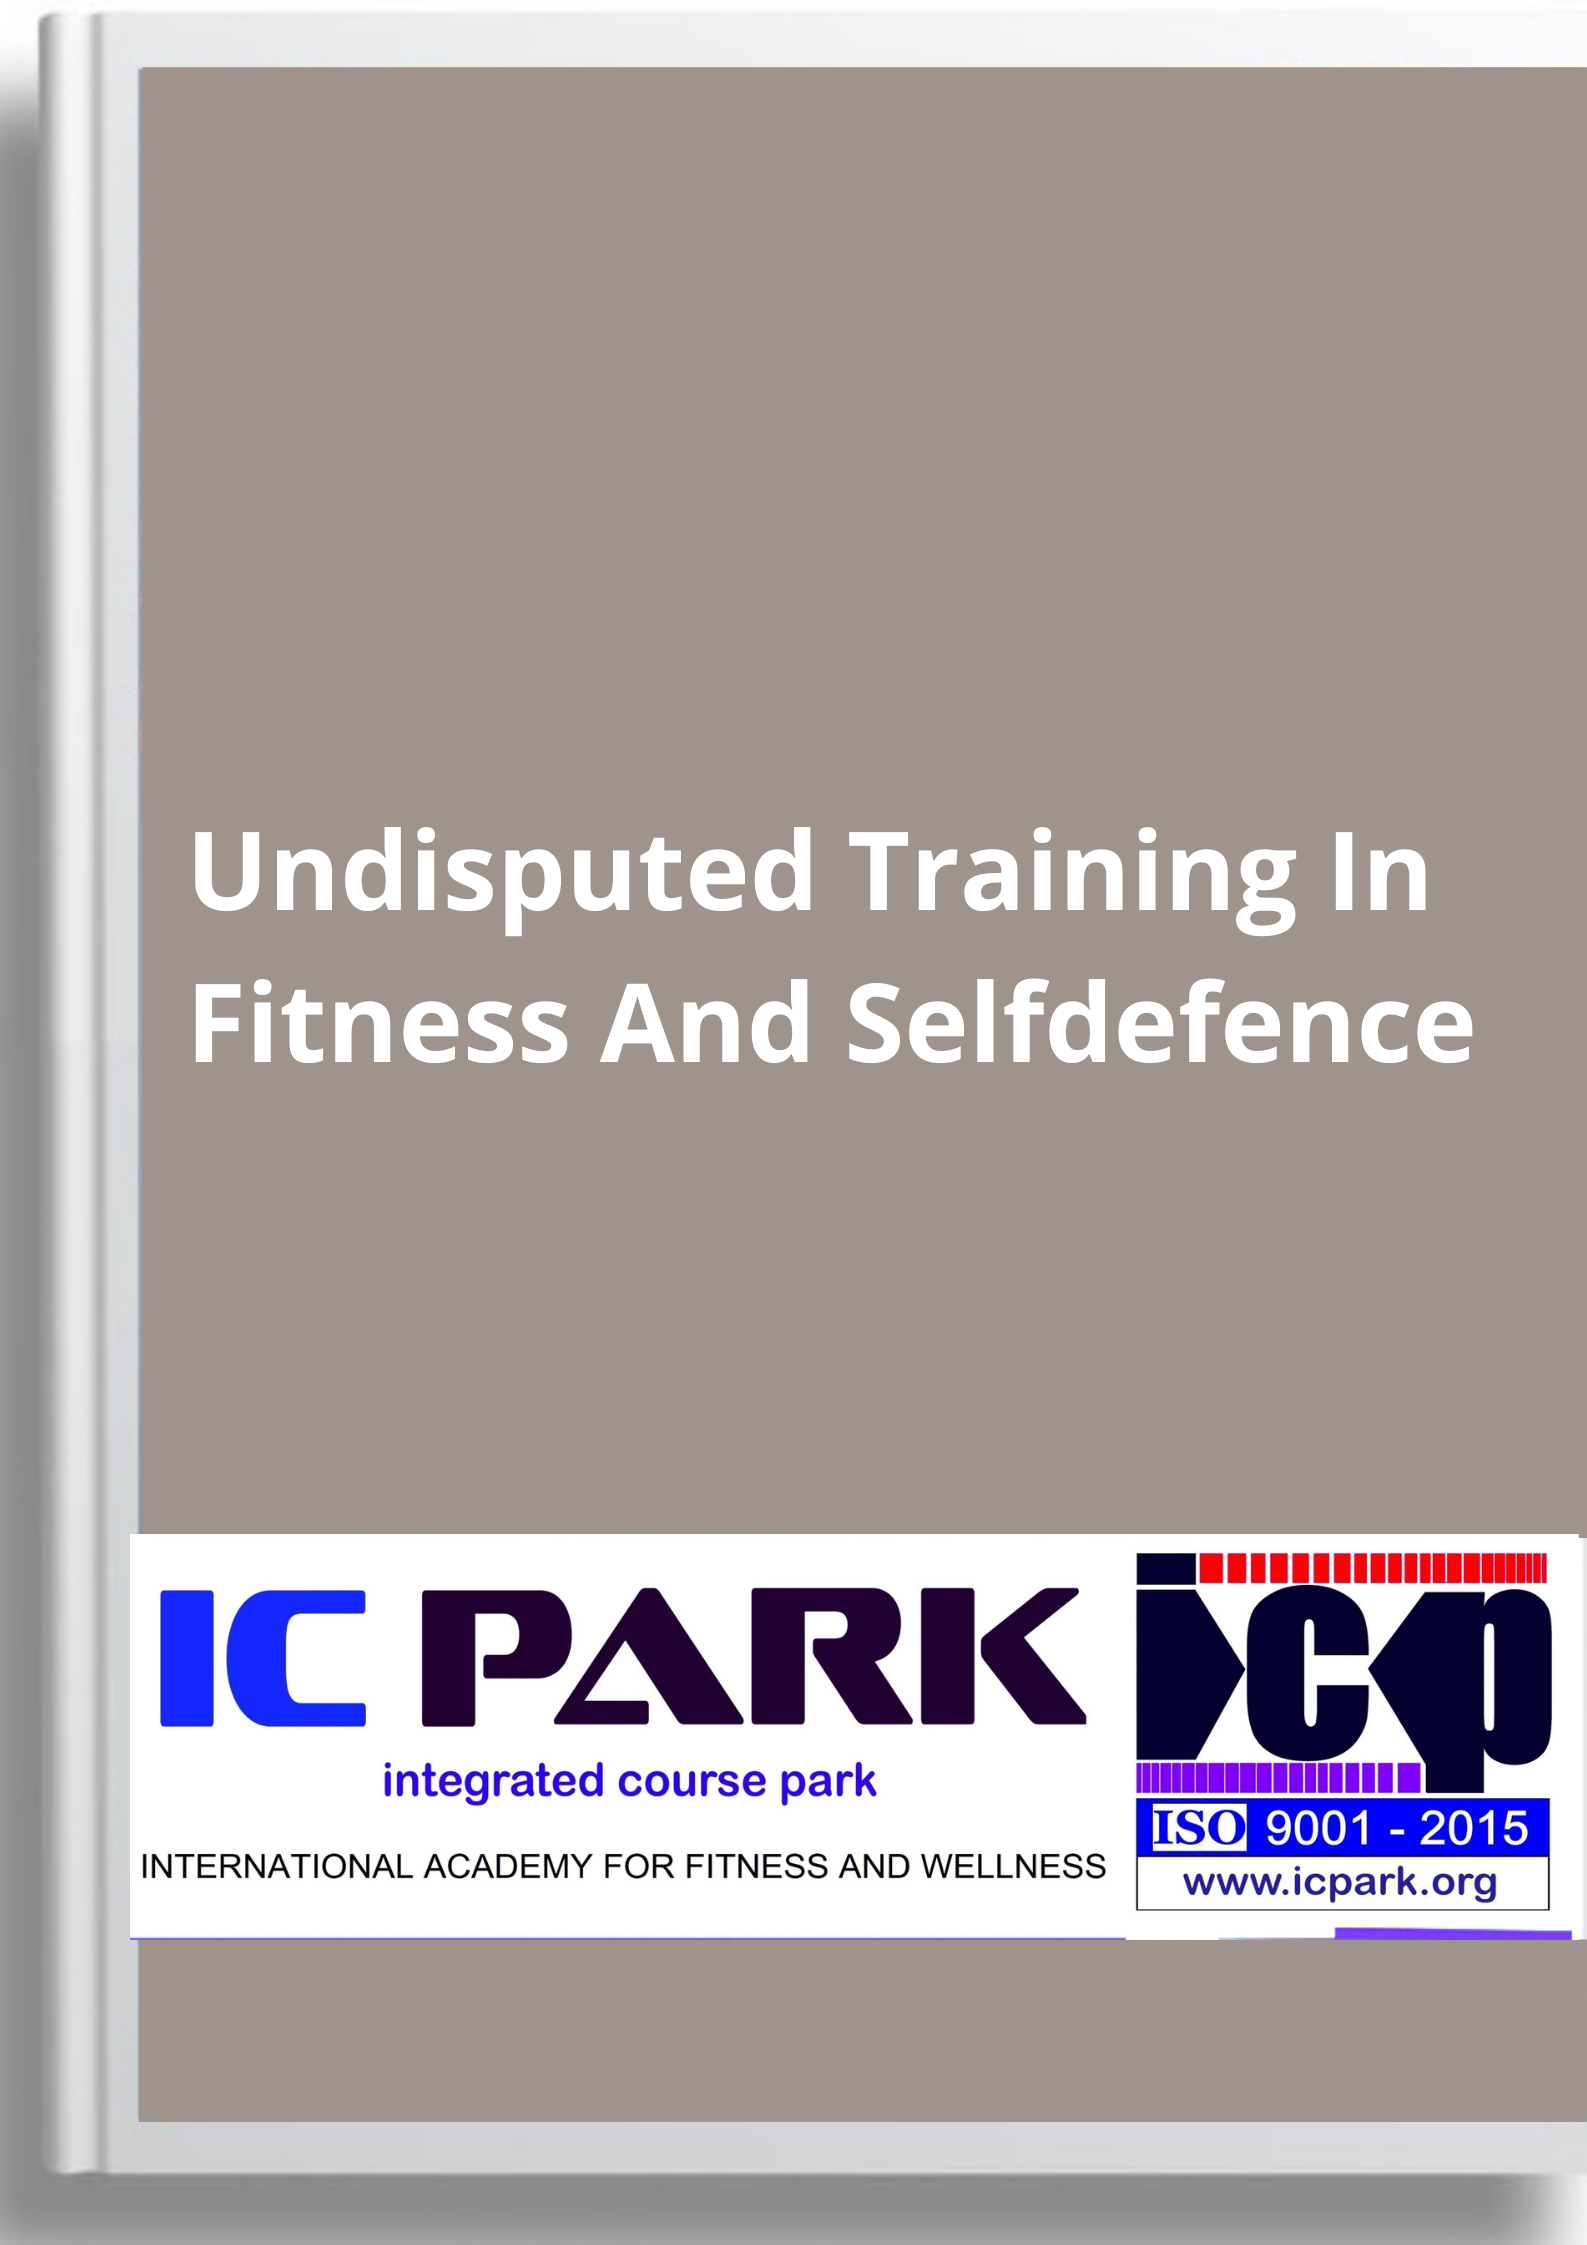 Undisputed Training In
Fitness And Selfdefence
IC PARK
integrated course park
INTERNATIONAL ACADEMY FOR FITNESS AND WELLNESS
icp
ISO 9001 - 2015
www.icpark.org